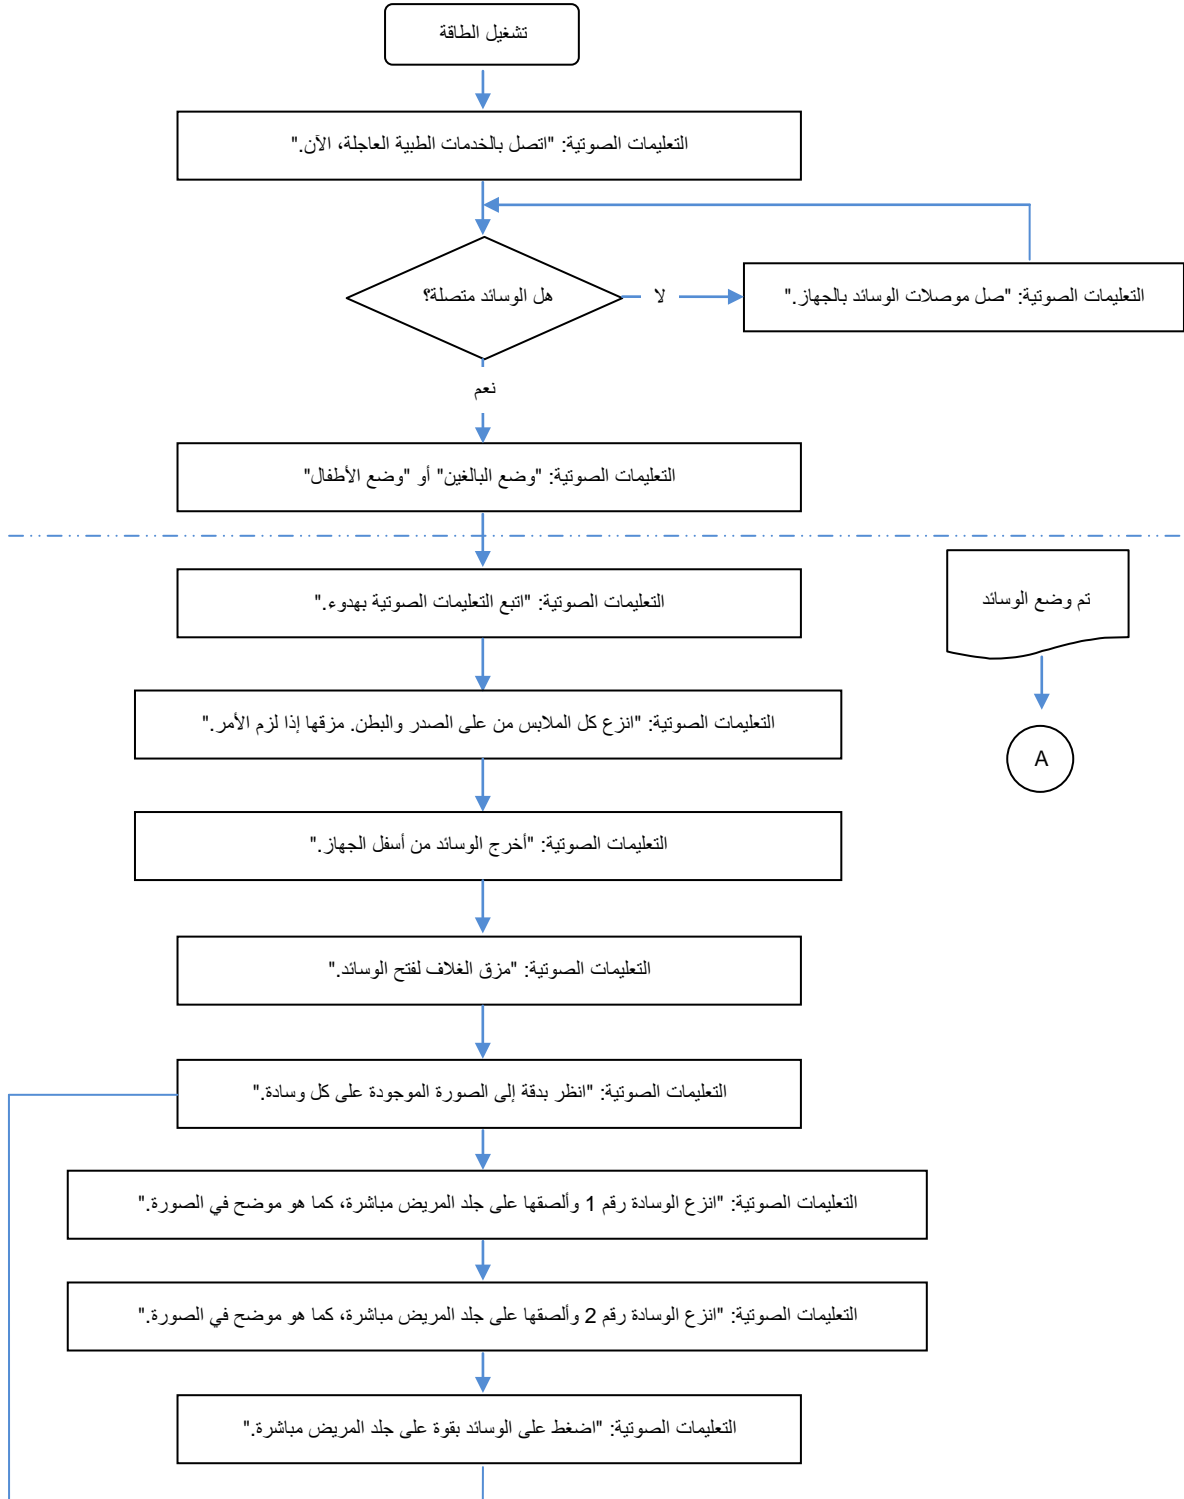 تشغيل الطاقة
التعليمات الصوتية: "اتصل بالخدمات الطبية العاجلة، الآن."
هل الوسائد متصلة؟
لا
التعليمات الصوتية: "صل موصلات الوسائد بالجهاز."
نعم
التعليمات الصوتية: "وضع البالغين" أو "وضع الأطفال"
التعليمات الصوتية: "اتبع التعليمات الصوتية بهدوء."
تم وضع الوسائد
التعليمات الصوتية: "انزع كل الملابس من على الصدر والبطن. مزقها إذا لزم الأمر."
A
التعليمات الصوتية: "أخرج الوسائد من أسفل الجهاز."
التعليمات الصوتية: "مزق الغلاف لفتح الوسائد."
التعليمات الصوتية: "انظر بدقة إلى الصورة الموجودة على كل وسادة."
التعليمات الصوتية: "انزع الوسادة رقم 1 وألصقها على جلد المريض مباشرة، كما هو موضح في الصورة."
التعليمات الصوتية: "انزع الوسادة رقم 2 وألصقها على جلد المريض مباشرة، كما هو موضح في الصورة."
التعليمات الصوتية: "اضغط على الوسائد بقوة على جلد المريض مباشرة."